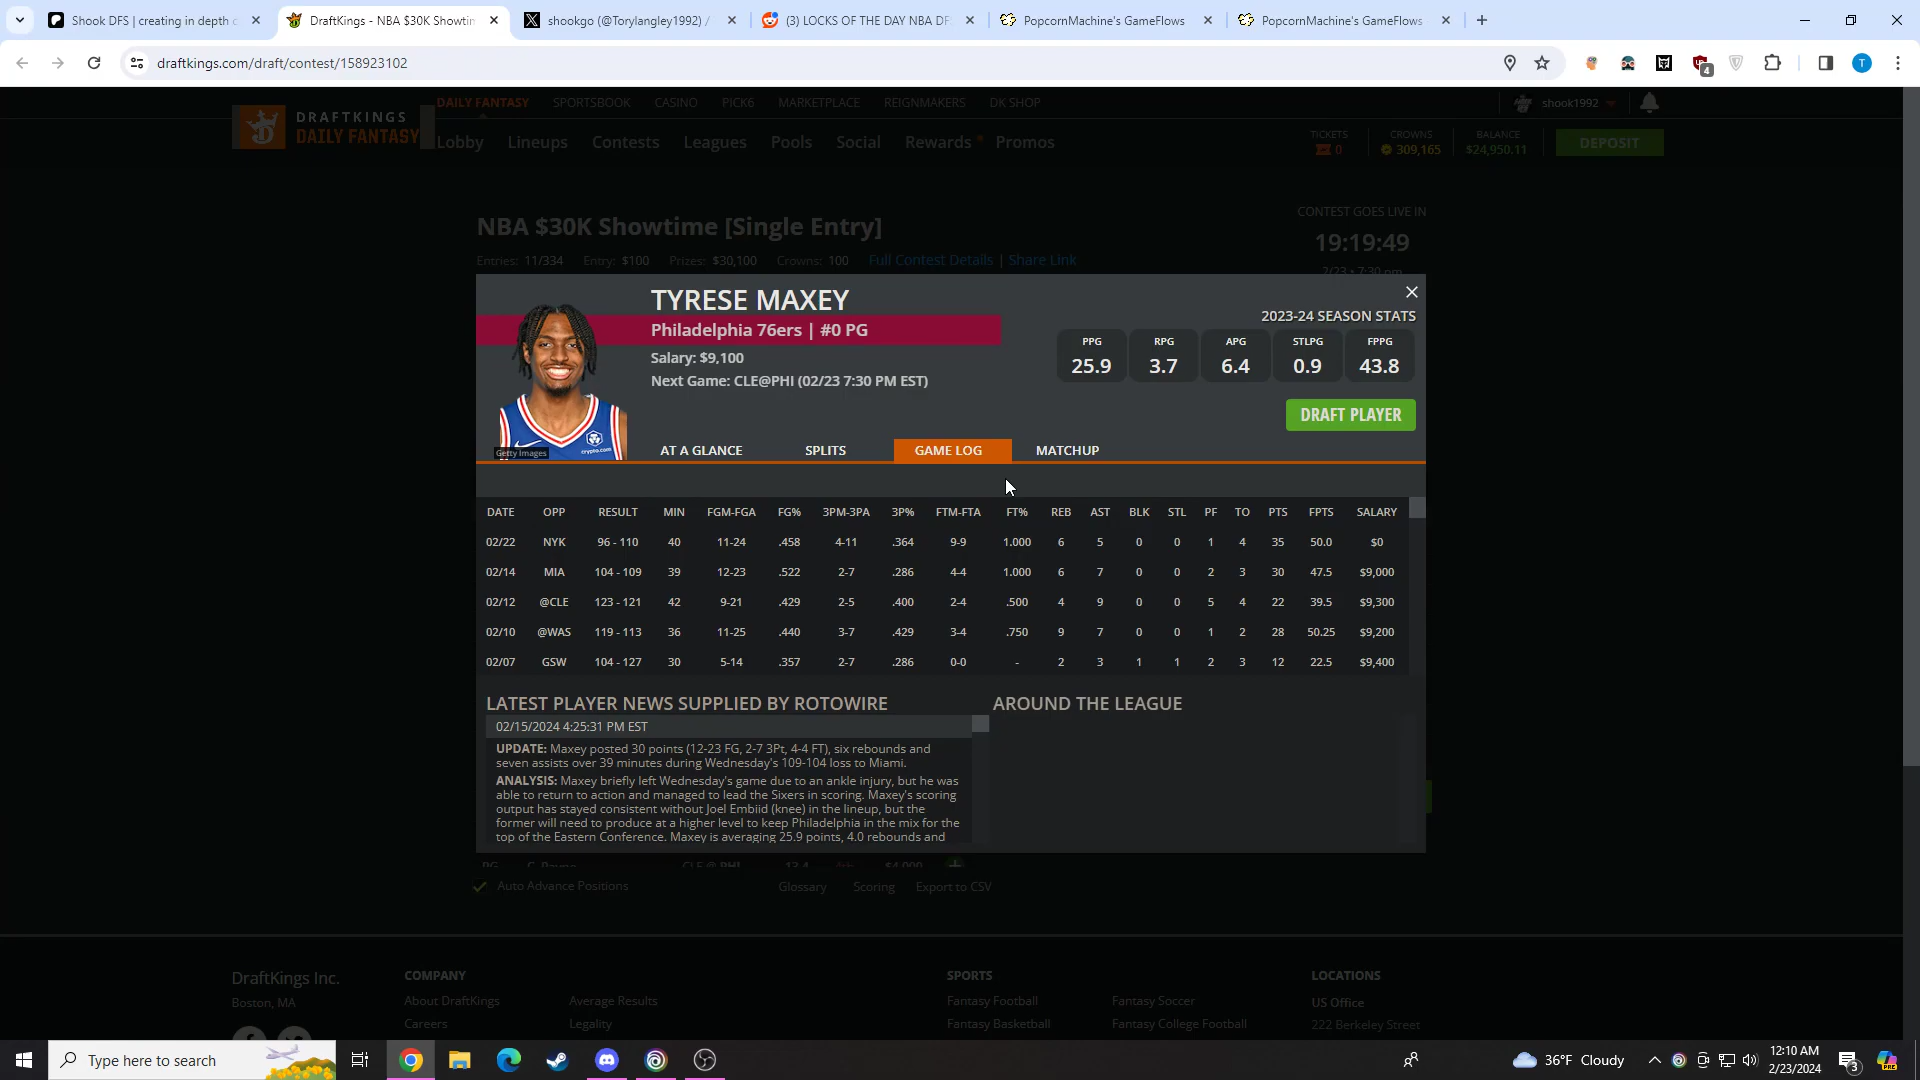 Shook DFS | creating in depth c
DraftKings - NBA $30K Showtim
shookgo (@Torylangley1992) /
(3) LOCKS OF THE DAY NBA DF
PopcornMachine's GameFlows
PopcornMachine's GameFlows
draftkings.com/draft/contest/158923102
4
T
DAILY FANTASY SPORTSBOOK CASINO PICK6 MARKETPLACE REIGNMAKERS DK SHOP
shook1992
DRAFTKINGS
DAILY FANTASY
Lobby Lineups Contests Leagues Pools Social Rewards Promos
TICKETS CROWNS BALANCE
0 309,165 $24,950.11
DEPOSIT
NBA $30K Showtime [Single Entry]
CONTEST GOES LIVE IN
19:19:49
Entries: 11/334 Entry: $100 Prizes: $30,100 Crowns: 100 Full Contest Details | Share Link
2/23 • 7:30 pm
TYRESE MAXEY
Philadelphia 76ers | #0 PG
Salary: $9,100
Next Game: CLE@PHI (02/23 7:30 PM EST)
Getty Images
crypto.com
2023-24 SEASON STATS
PPG RPG APG STLPG FPPG
25.9 3.7 6.4 0.9 43.8
DRAFT PLAYER
AT A GLANCE SPLITS GAME LOG MATCHUP
DATE OPP RESULT MIN FGM-FGA FG% 3PM-3PA 3P% FTM-FTA FT% REB AST BLK STL PF TO PTS FPTS SALARY
02/22 NYK 96 - 110 40 11-24 .458 4-11 .364 9-9 1.000 6 5 0 0 1 4 35 50.0 $0
02/14 MIA 104 - 109 39 12-23 .522 2-7 .286 4-4 1.000 6 7 0 0 2 3 30 47.5 $9,000
02/12 @CLE 123 - 121 42 9-21 .429 2-5 .400 2-4 .500 4 9 0 0 5 4 22 39.5 $9,300
02/10 @WAS 119 - 113 36 11-25 .440 3-7 .429 3-4 .750 9 7 0 0 1 2 28 50.25 $9,200
02/07 GSW 104 - 127 30 5-14 .357 2-7 .286 0-0 - 2 3 1 1 2 3 12 22.5 $9,400
LATEST PLAYER NEWS SUPPLIED BY ROTOWIRE
AROUND THE LEAGUE
02/15/2024 4:25:31 PM EST
UPDATE: Maxey posted 30 points (12-23 FG, 2-7 3Pt, 4-4 FT), six rebounds and
seven assists over 39 minutes during Wednesday's 109-104 loss to Miami.
ANALYSIS: Maxey briefly left Wednesday's game due to an ankle injury, but he was
able to return to action and managed to lead the Sixers in scoring. Maxey's scoring
output has stayed consistent without Joel Embiid (knee) in the lineup, but the
former will need to produce at a higher level to keep Philadelphia in the mix for the
top of the Eastern Conference. Maxey is averaging 25.9 points, 4.0 rebounds and
PG C. Payne CLE@PHI 13.4 $4,000
Auto Advance Positions
Glossary Scoring Export to CSV
DraftKings Inc.
Boston, MA
COMPANY
About DraftKings Average Results
Careers Legality
SPORTS
Fantasy Football Fantasy Soccer
Fantasy Basketball Fantasy College Football
LOCATIONS
US Office
222 Berkeley Street
Type here to search
36°F Cloudy
12:10 AM
2/23/2024
3
PRE